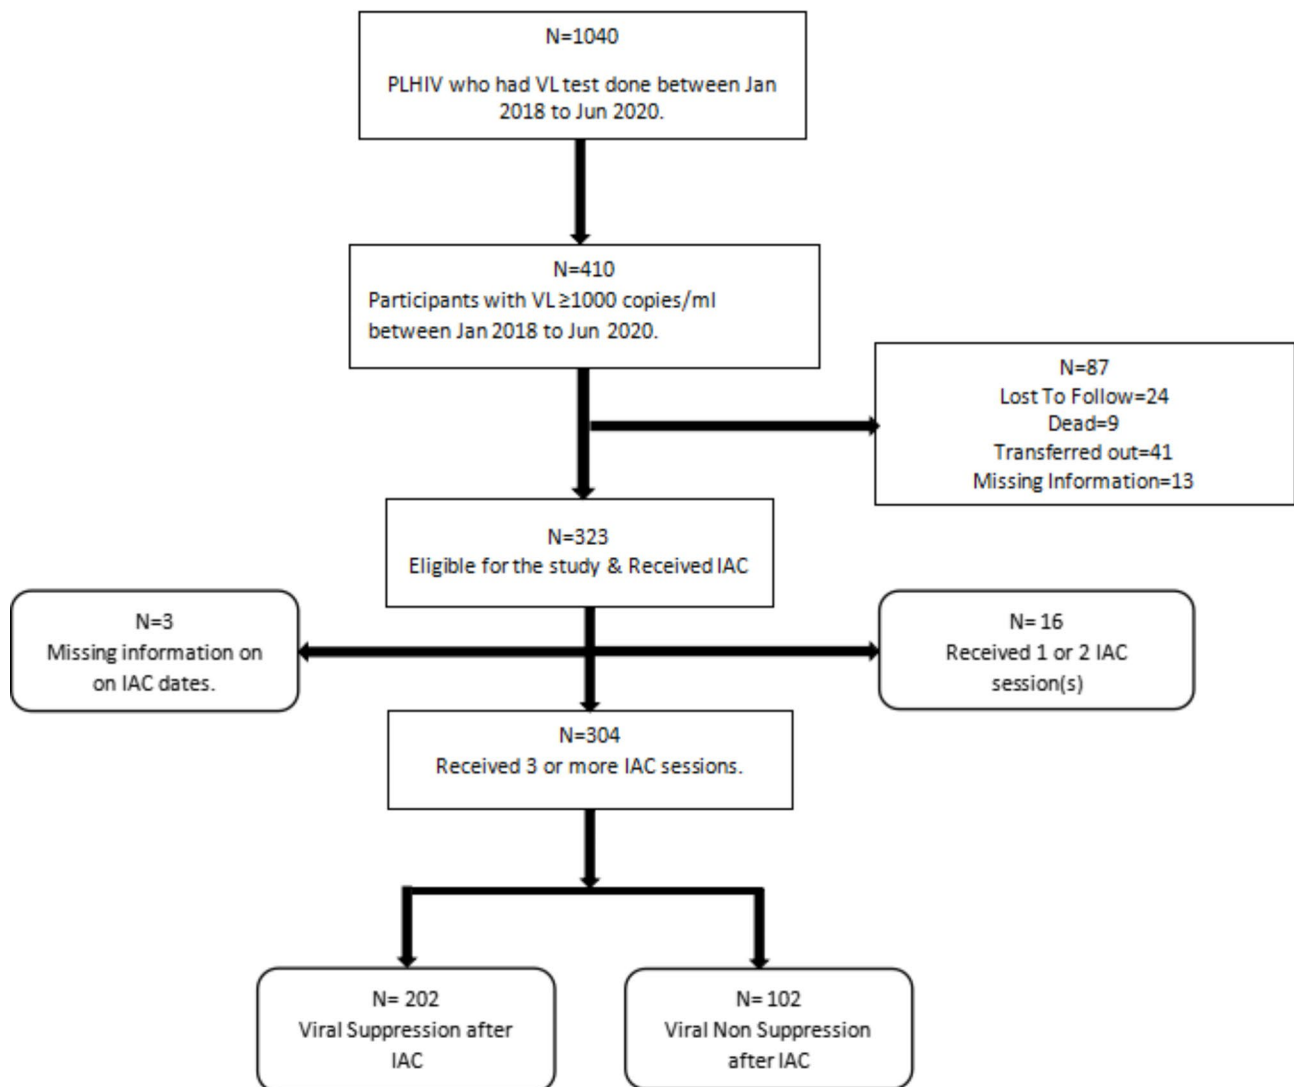 N=1040
PLHIV who had VL test done between Jan
2018 to Jun 2020.
N=410
Participants with VL ≥1000 copies/ml
between Jan 2018 to Jun 2020.
N=87
Lost To Follow=24
Dead=9
Transferred out=41
Missing Information=13
N=323
Eligible for the study & Received IAC
N=3
Missing information on
on IAC dates.
N= 16
Received 1 or 2 IAC
session(s)
N=304
Received 3 or more IAC sessions.
N= 202
Viral Suppression after
IAC
N= 102
Viral Non Suppression
after IAC